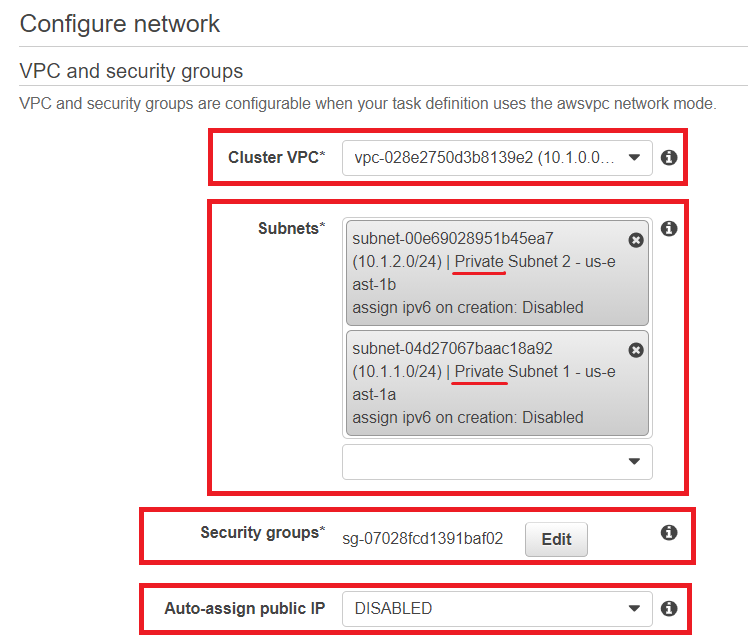 Configure network
VPC and security groups
VPC and security groups are configurable when your task definition uses the awsvpc network mode.
Cluster VPC* vpc-028e2750d3b8139e2 (10.1.0.0...
Subnets*
subnet-00e69028951b45ea7
(10.1.2.0/24) | Private Subnet 2 - us-e
ast-1b
assign ipv6 on creation: Disabled
subnet-04d27067baac18a92
(10.1.1.0/24) | Private Subnet 1 - us-e
ast-1a
assign ipv6 on creation: Disabled
Security groups* sg-07028fcd1391baf02 Edit
Auto-assign public IP DISABLED